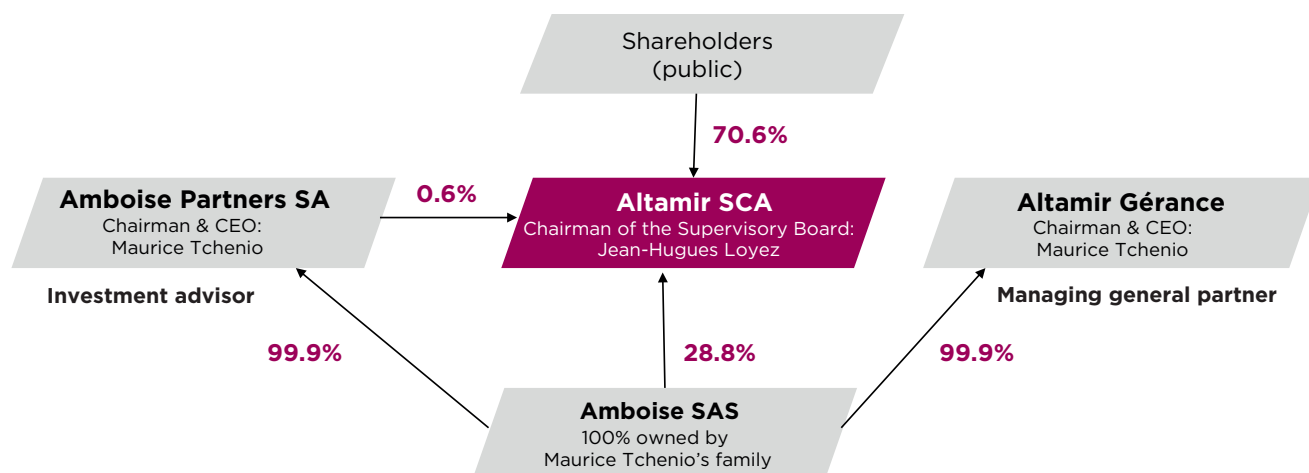 Shareholders
(public)
70.6%
Amboise Partners SA
Chairman & CEO:
Maurice Tchenio
0.6%
Altamir SCA
Chairman of the Supervisory Board:
Jean-Hugues Loyez
Altamir Gérance
Chairman & CEO:
Maurice Tchenio
Investment advisor
Managing general partner
99.9%
28.8%
99.9%
Amboise SAS
100% owned by
Maurice Tchenio’s family